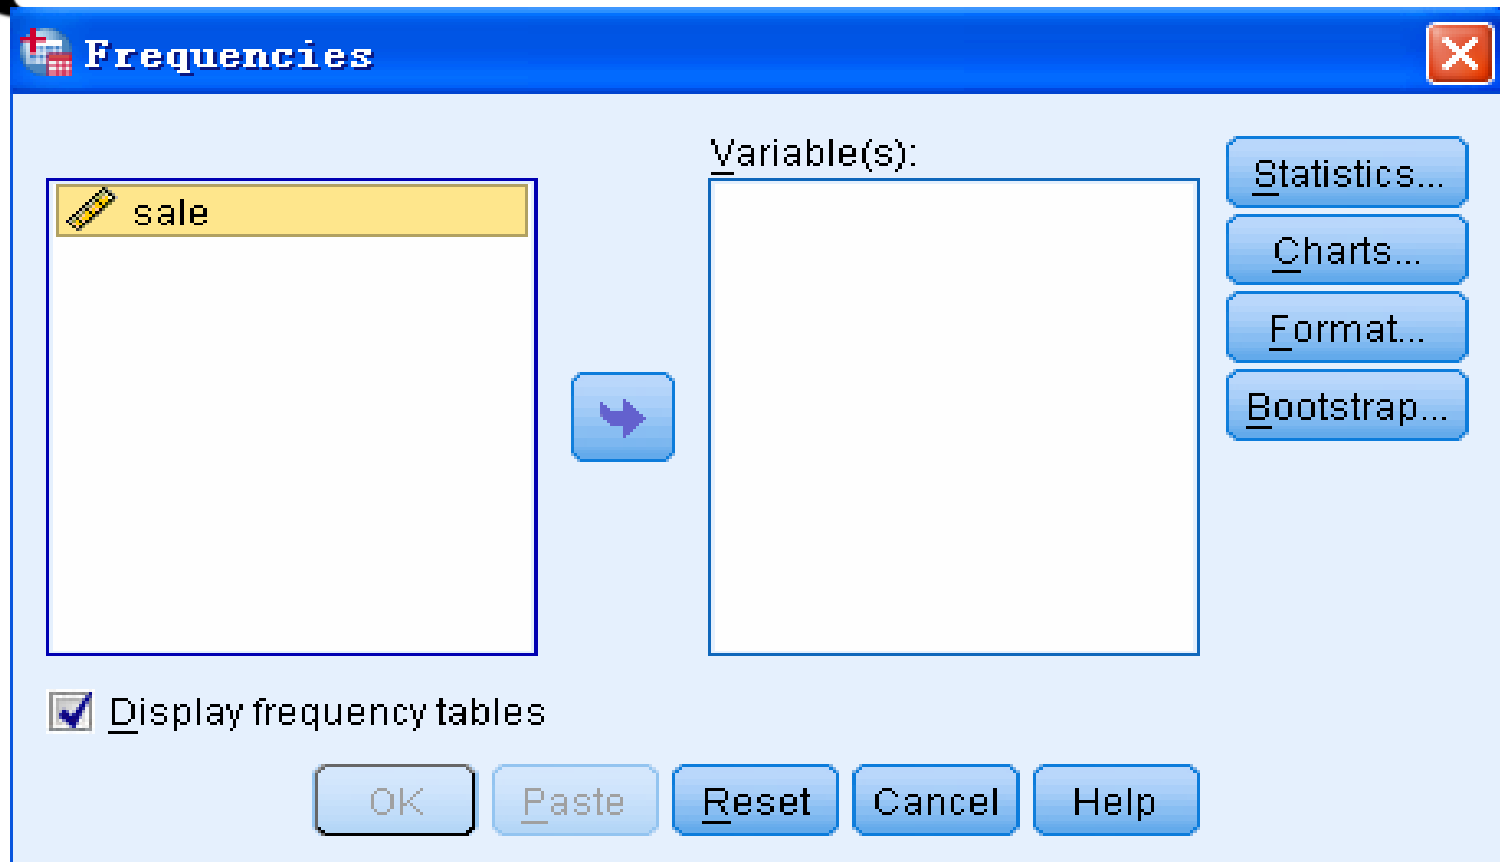 Frequencies
Variable(s):
sale
Statistics...
Charts...
Format...
Bootstrap...
Display frequency tables
OK Paste Reset Cancel Help